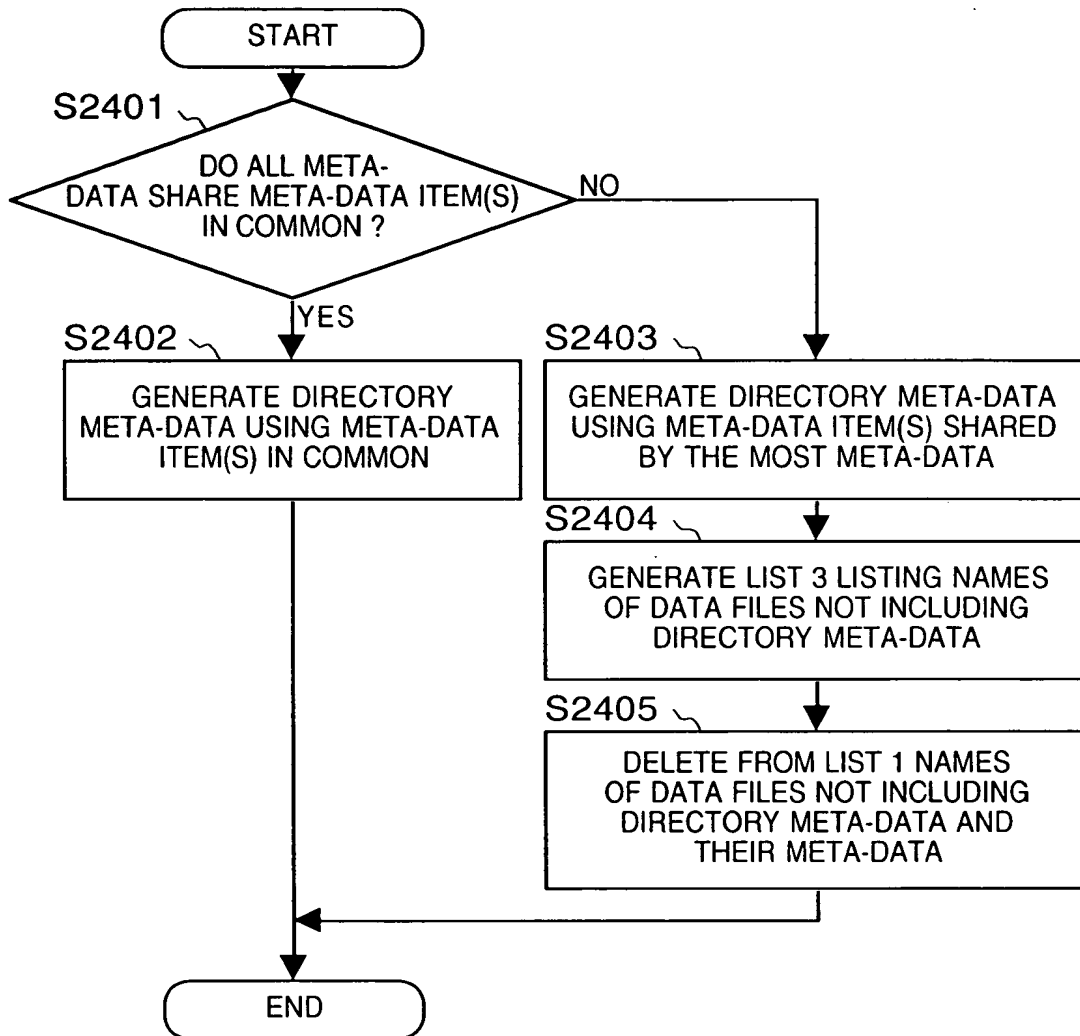 START
S2401
DO ALL META-
DATA SHARE META-DATA ITEM(S)
IN COMMON ?
NO
YES
S2402
GENERATE DIRECTORY
META-DATA USING META-DATA
ITEM(S) IN COMMON
S2403
GENERATE DIRECTORY META-DATA
USING META-DATA ITEM(S) SHARED
BY THE MOST META-DATA
S2404
GENERATE LIST 3 LISTING NAMES
OF DATA FILES NOT INCLUDING
DIRECTORY META-DATA
S2405
DELETE FROM LIST 1 NAMES
OF DATA FILES NOT INCLUDING
DIRECTORY META-DATA AND
THEIR META-DATA
END